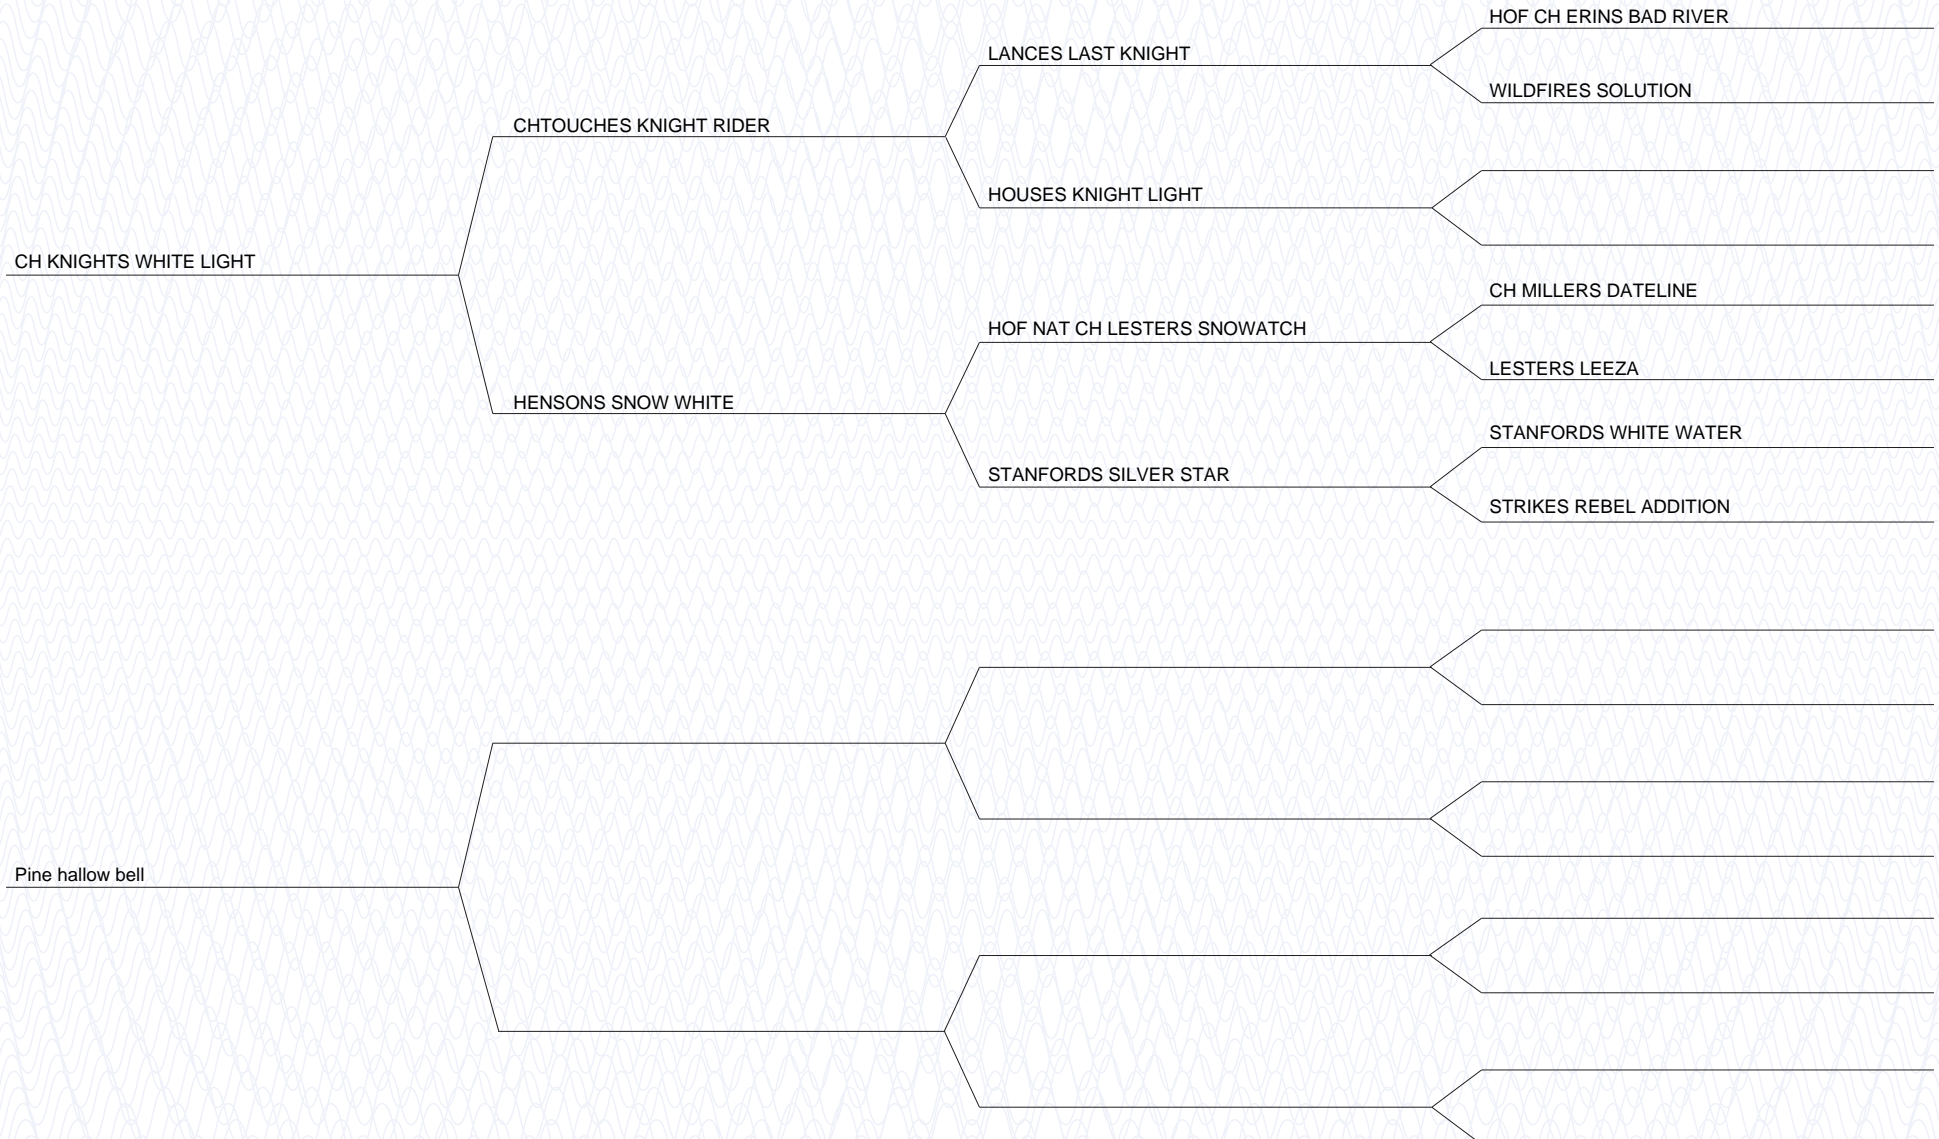 HOF CH ERINS BAD RIVER
LANCES LAST KNIGHT
WILDFIRES SOLUTION
CHTOUCHES KNIGHT RIDER
HOUSES KNIGHT LIGHT
CH KNIGHTS WHITE LIGHT
CH MILLERS DATELINE
HOF NAT CH LESTERS SNOWATCH
LESTERS LEEZA
HENSONS SNOW WHITE
STANFORDS WHITE WATER
STANFORDS SILVER STAR
STRIKES REBEL ADDITION
Pine hallow bell